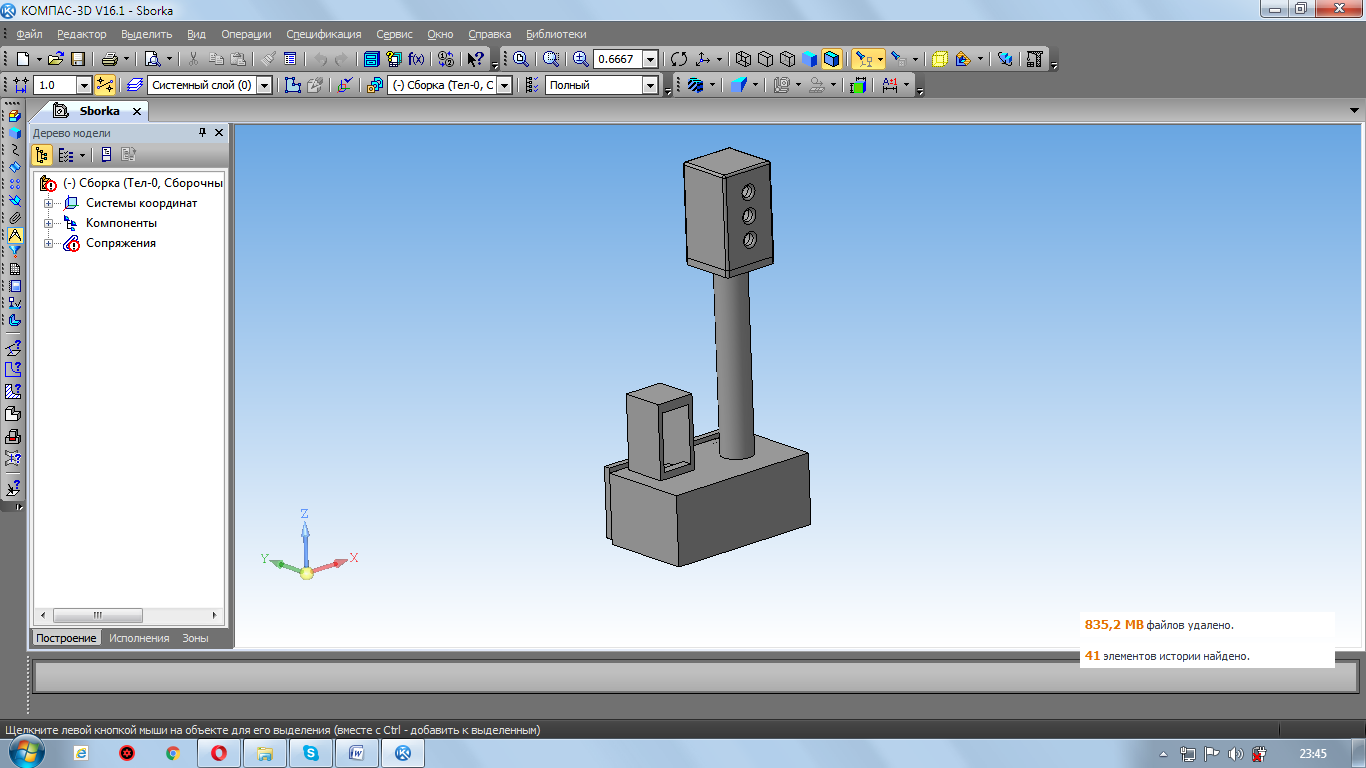 КОМПАС-3D V16.1 - Sborka
Файл Редактор Выделить Вид Операции Спецификация Сервис Окно Справка Библиотеки
f(x) 0.6667
1.0 Системный слой (0) (-) Сборка (Тел-0, С Полный
Sborka
Дерево модели
(-) Сборка (Тел-0, Сборочны
Системы координат
Компоненты
Сопряжения
Z
Y X
835,2 MB файлов удалено.
41 элементов истории найдено.
Построение Исполнения Зоны
Щелкните левой кнопкой мыши на объекте для его выделения (вместе с Ctrl - добавить к выделенным)
23:45